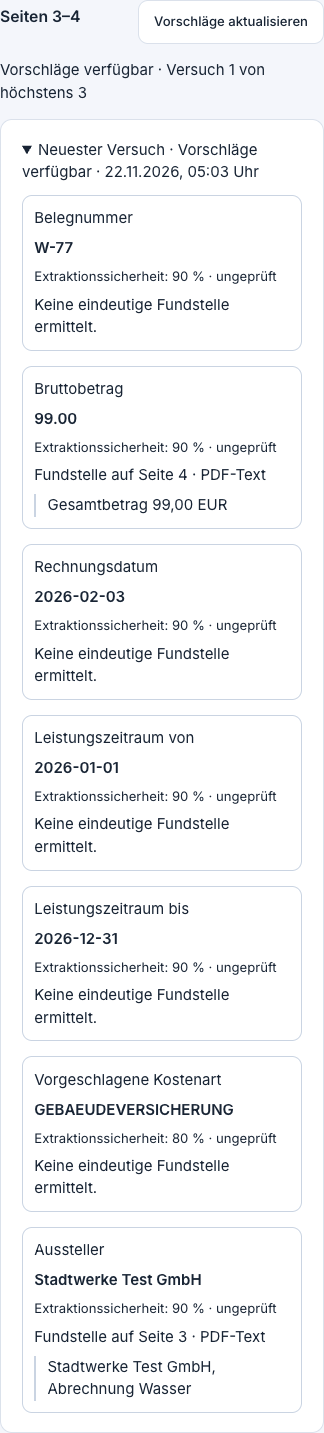 Seiten 3–4
Vorschläge aktualisieren
Vorschläge verfügbar · Versuch 1 von
höchstens 3
▼ Neuester Versuch · Vorschläge
verfügbar · 22.11.2026, 05:03 Uhr
Belegnummer
W-77
Extraktionssicherheit: 90 % · ungeprüft
Keine eindeutige Fundstelle
ermittelt.
Bruttobetrag
99.00
Extraktionssicherheit: 90 % · ungeprüft
Fundstelle auf Seite 4 · PDF-Text
Gesamtbetrag 99,00 EUR
Rechnungsdatum
2026-02-03
Extraktionssicherheit: 90 % · ungeprüft
Keine eindeutige Fundstelle
ermittelt.
Leistungszeitraum von
2026-01-01
Extraktionssicherheit: 90 % · ungeprüft
Keine eindeutige Fundstelle
ermittelt.
Leistungszeitraum bis
2026-12-31
Extraktionssicherheit: 90 % · ungeprüft
Keine eindeutige Fundstelle
ermittelt.
Vorgeschlagene Kostenart
GEBAEUDEVERSICHERUNG
Extraktionssicherheit: 80 % · ungeprüft
Keine eindeutige Fundstelle
ermittelt.
Aussteller
Stadtwerke Test GmbH
Extraktionssicherheit: 90 % · ungeprüft
Fundstelle auf Seite 3 · PDF-Text
Stadtwerke Test GmbH,
Abrechnung Wasser